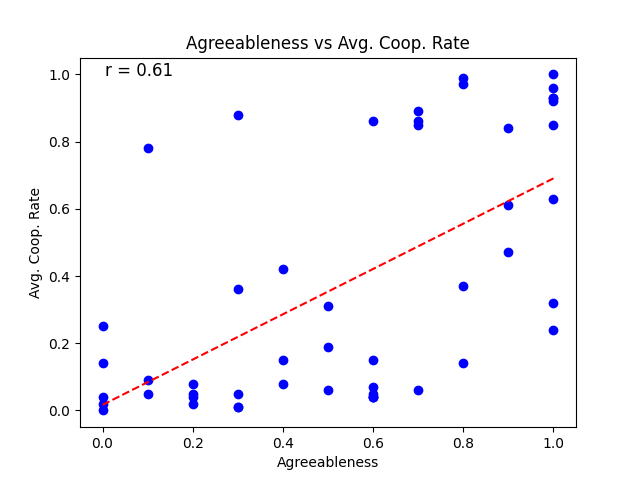 Agreeableness vs Avg. Coop. Rate
r = 0.61
1.0
0.8
0.6
0.4
0.2
0.0
Avg. Coop. Rate
0.0 0.2 0.4 0.6 0.8 1.0
Agreeableness